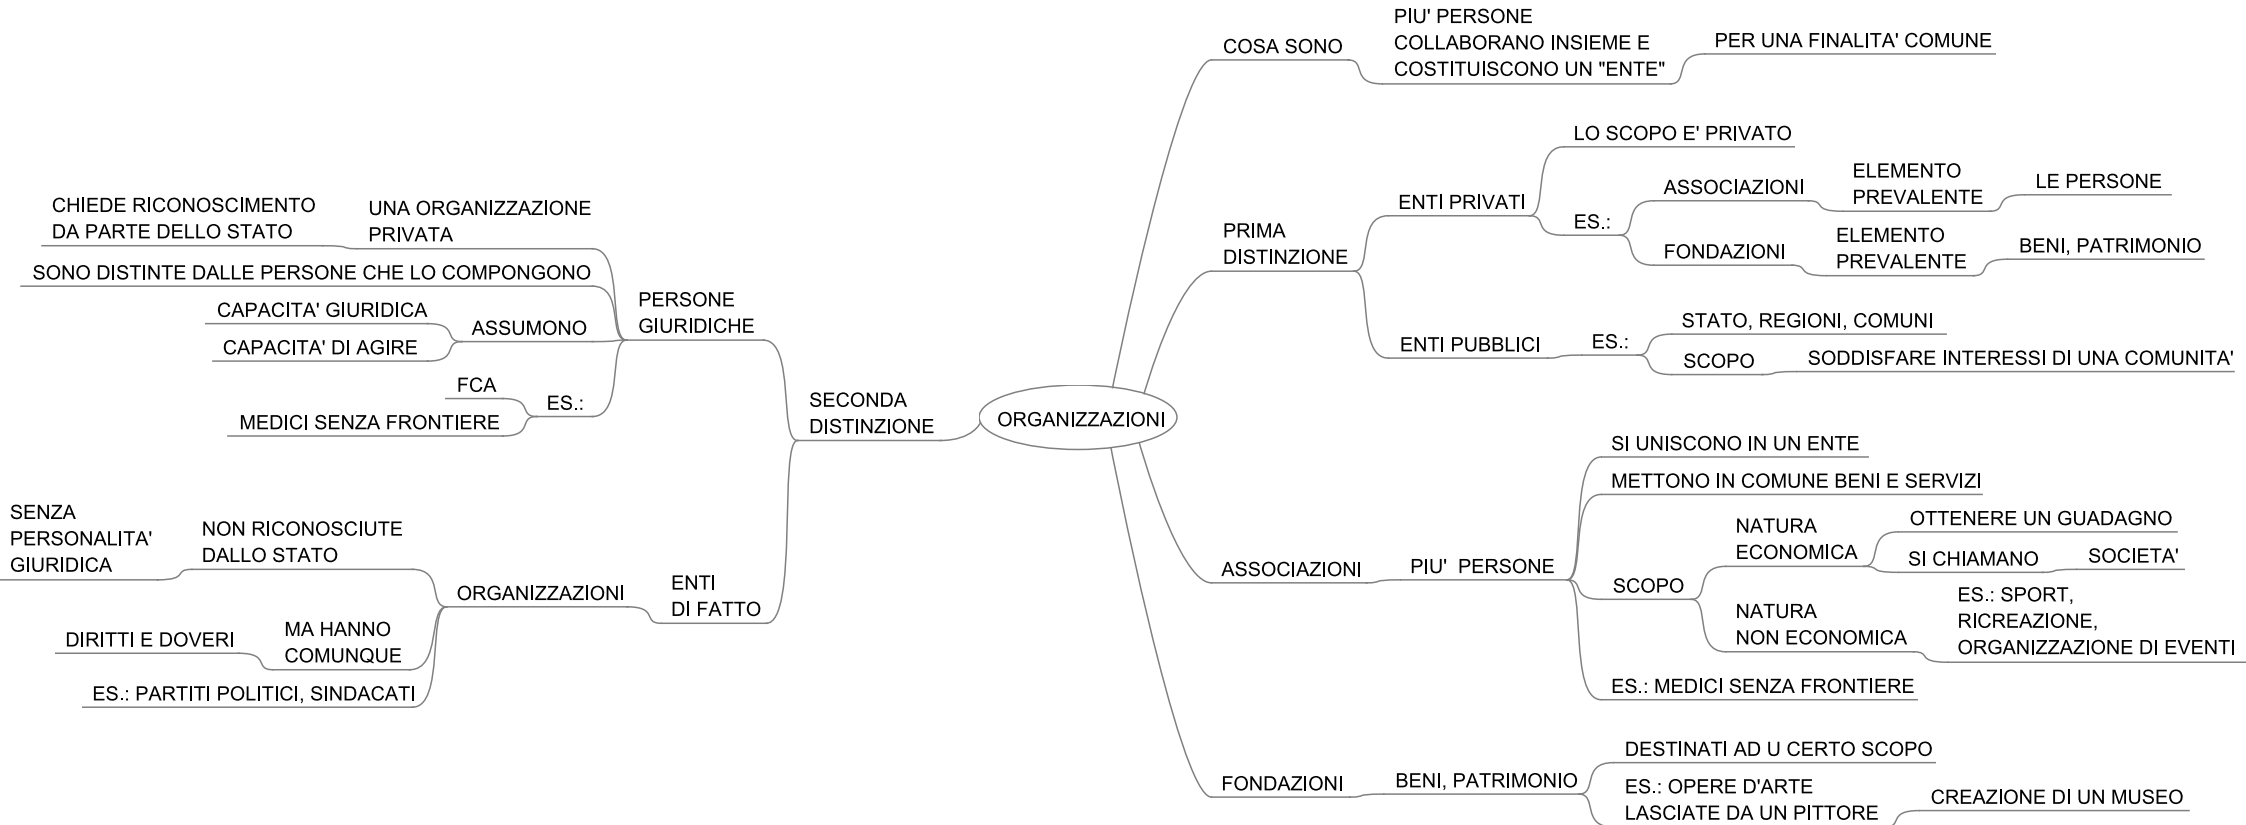 ORGANIZZAZIONI
COSA SONO
PIU' PERSONE
COLLABORANO INSIEME E
COSTITUISCONO UN "ENTE"
PER UNA FINALITA' COMUNE
PRIMA
DISTINZIONE
ENTI PRIVATI
LO SCOPO E' PRIVATO
ES.:
ASSOCIAZIONI
ELEMENTO
PREVALENTE
LE PERSONE
FONDAZIONI
ELEMENTO
PREVALENTE
BENI, PATRIMONIO
ENTI PUBBLICI
ES.:
STATO, REGIONI, COMUNI
SCOPO
SODDISFARE INTERESSI DI UNA COMUNITA'
ASSOCIAZIONI
PIU'  PERSONE
SI UNISCONO IN UN ENTE
METTONO IN COMUNE BENI E SERVIZI
SCOPO
NATURA
ECONOMICA
OTTENERE UN GUADAGNO
SI CHIAMANO
SOCIETA'
NATURA
NON ECONOMICA
ES.: SPORT,
RICREAZIONE,
ORGANIZZAZIONE DI EVENTI
ES.: MEDICI SENZA FRONTIERE
FONDAZIONI
BENI, PATRIMONIO
DESTINATI AD U CERTO SCOPO
ES.: OPERE D'ARTE
LASCIATE DA UN PITTORE
CREAZIONE DI UN MUSEO
SECONDA
DISTINZIONE
PERSONE
GIURIDICHE
UNA ORGANIZZAZIONE
PRIVATA
CHIEDE RICONOSCIMENTO
DA PARTE DELLO STATO
SONO DISTINTE DALLE PERSONE CHE LO COMPONGONO
ASSUMONO
CAPACITA' GIURIDICA
CAPACITA' DI AGIRE
ES.:
FCA
MEDICI SENZA FRONTIERE
ENTI
DI FATTO
ORGANIZZAZIONI
NON RICONOSCIUTE
DALLO STATO
SENZA
PERSONALITA'
GIURIDICA
MA HANNO
COMUNQUE
DIRITTI E DOVERI
ES.: PARTITI POLITICI, SINDACATI